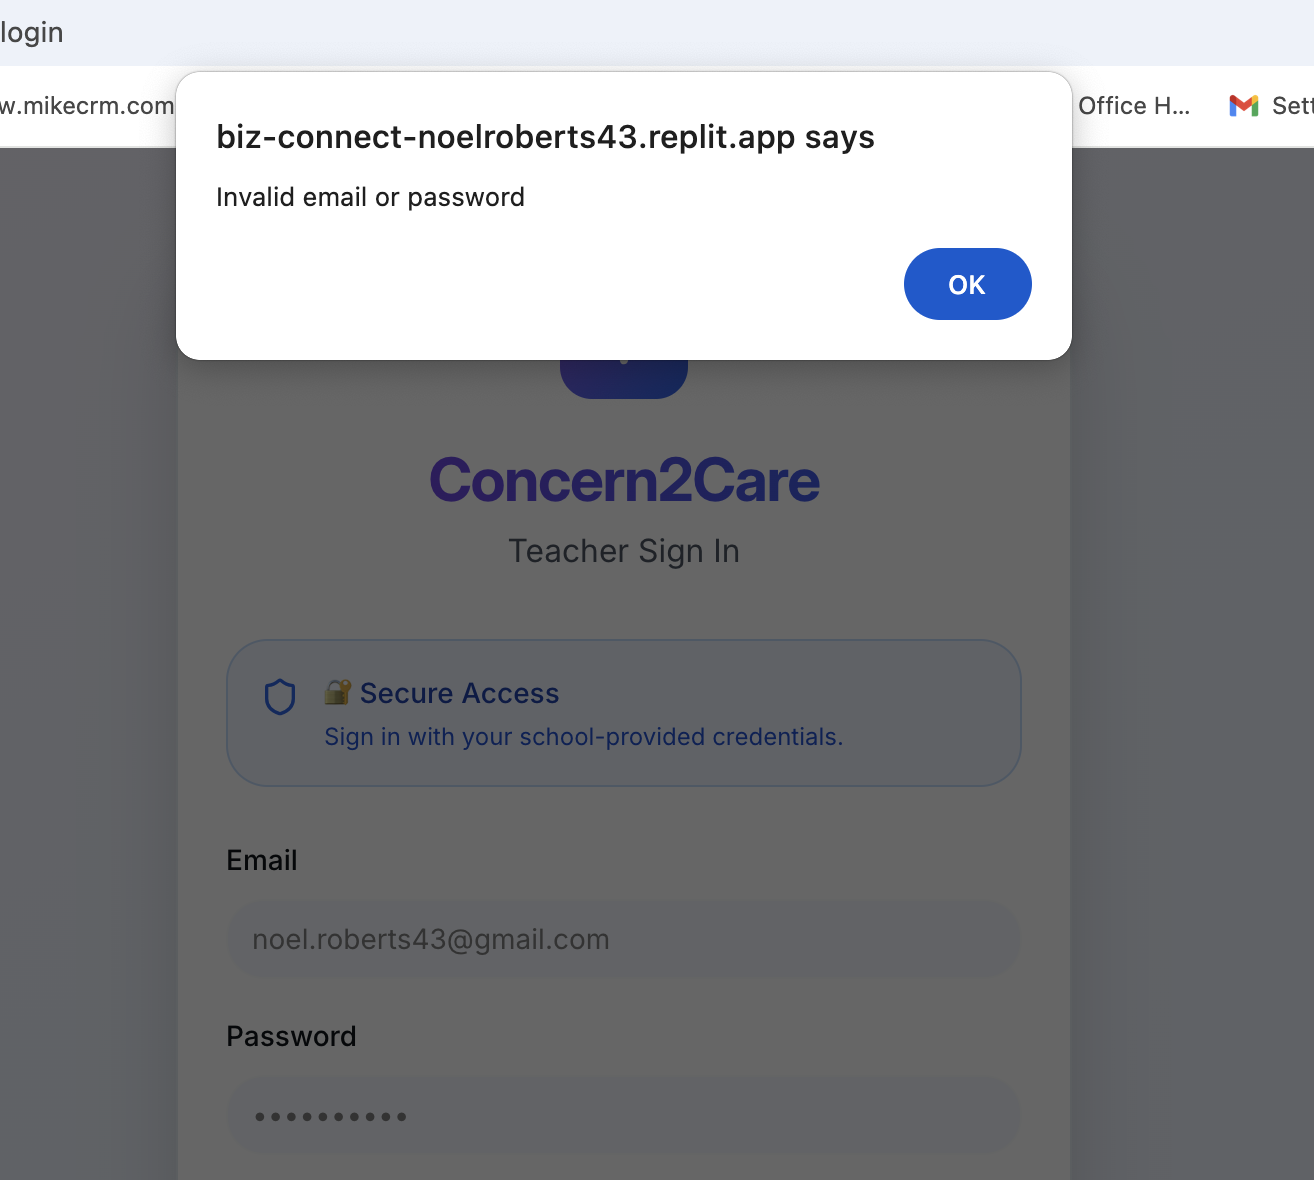 login
w.mikecrm.com
Office H...
Sett
biz-connect-noelroberts43.replit.app says
Invalid email or password
OK
Concern2Care
Teacher Sign In
🔐 Secure Access
Sign in with your school-provided credentials.
Email
noel.roberts43@gmail.com
Password
••••••••••